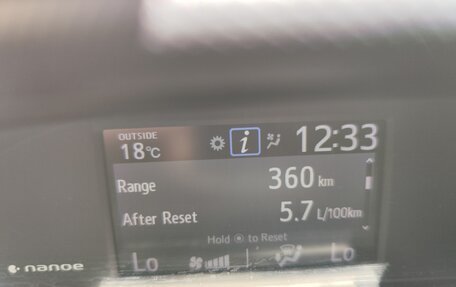 OUTSIDE
18°C
i
12:33
Range 360 km
After Reset 5.7 L/100km
Hold ⦿ to Reset
Lo Lo
nanoe